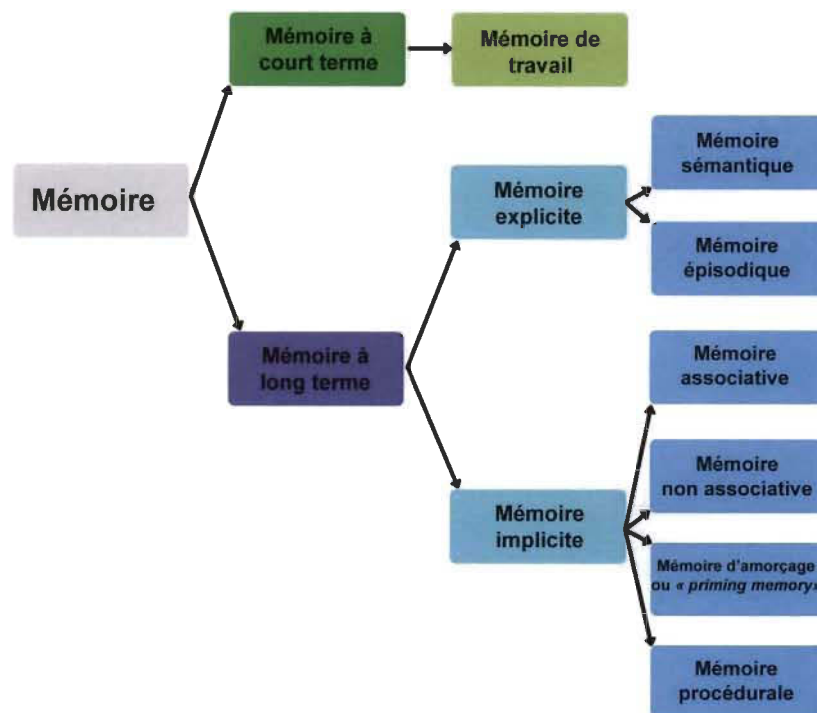 Mémoire à
court terme
Mémoire de
travail
Mémoire
Mémoire
sémantique
Mémoire
explicite
Mémoire
épisodique
Mémoire à
long terme
Mémoire
associative
Mémoire
non associative
Mémoire
implicite
Mémoire d'amorçage
ou « priming memory»
Mémoire
procédurale